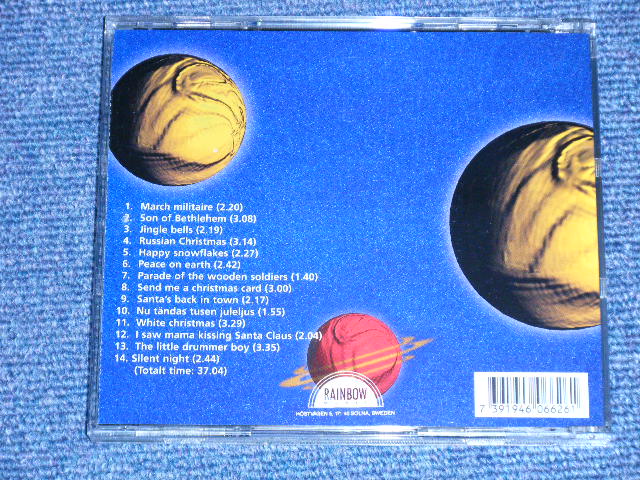 1. March militaire (2.20)
2. Son of Bethlehem (3.08)
3. Jingle bells (2.19)
4. Russian Christmas (3.14)
5. Happy snowflakes (2.27)
6. Peace on earth (2.42)
7. Parade of the wooden soldiers (1.40)
8. Send me a christmas card (3.00)
9. Santa's back in town (2.17)
10. Nu tändas tusen juleljus (1.55)
11. White christmas (3.29)
12. I saw mama kissing Santa Claus (2.04)
13. The little drummer boy (3.35)
14. Silent night (2.44)
(Totalt time: 37.04)
RAINBOW
SOLNA, SWEDEN
7 391946 066261